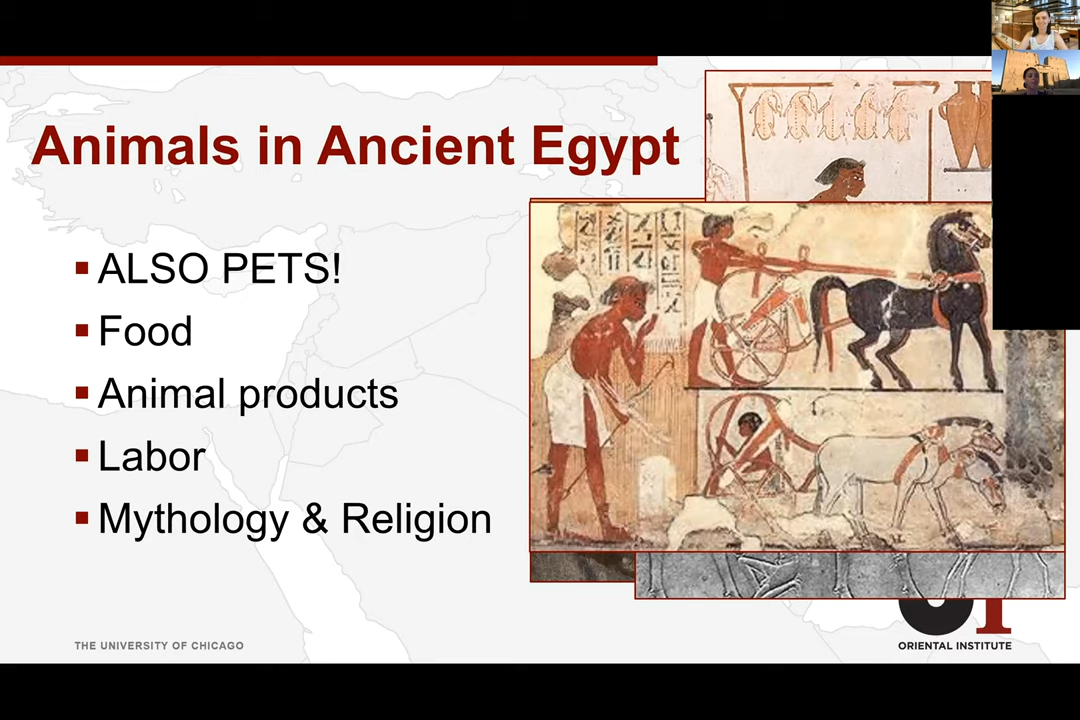 Animals in Ancient Egypt
ALSO PETS!
Food
Animal products
Labor
Mythology & Religion
THE UNIVERSITY OF CHICAGO
ORIENTAL INSTITUTE